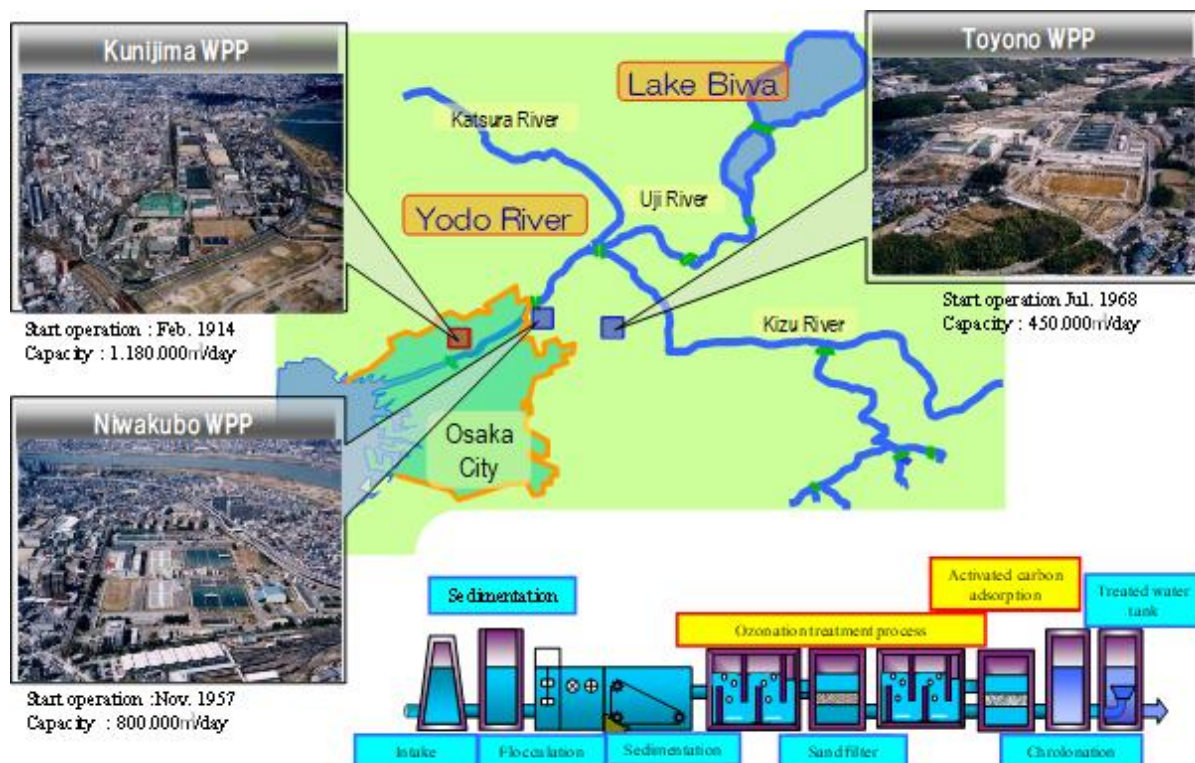 Kunijima WPP
Start operation : Feb. 1914
Capacity : 1.180.000㎥/day
Niwakubo WPP
Start operation :Nov. 1957
Capacity : 800.000㎥/day
Toyono WPP
Start operation Jul. 1968
Capacity : 450.000㎥/day
Lake Biwa
Katsura River
Uji River
Yodo River
Kizu River
Osaka
City
Sedimentation
Ozonation treatment process
Activated carbon
adsorption
Treated water
tank
Intake
Flocculation
Sedimentation
Sand filter
Chrolonation